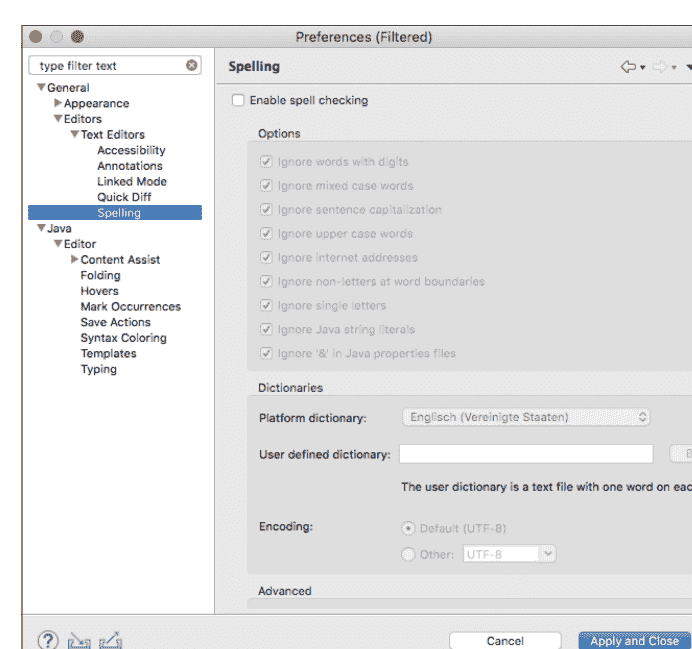 Preferences (Filtered)
type filter text
General
Appearance
Editors
Text Editors
Accessibility
Annotations
Linked Mode
Quick Diff
Spelling
Java
Editor
Content Assist
Folding
Hovers
Mark Occurrences
Save Actions
Syntax Coloring
Templates
Typing
Spelling
Enable spell checking
Options
Ignore words with digits
Ignore mixed case words
Ignore sentence capitalization
Ignore upper case words
Ignore internet addresses
Ignore non-letters at word boundaries
Ignore single letters
Ignore Java string literals
Ignore '&' in Java properties files
Dictionaries
Platform dictionary: Englisch (Vereinigte Staaten)
User defined dictionary:
The user dictionary is a text file with one word on eac
Encoding: Default (UTF-8)
Other: UTF-8
Advanced
? Cancel Apply and Close